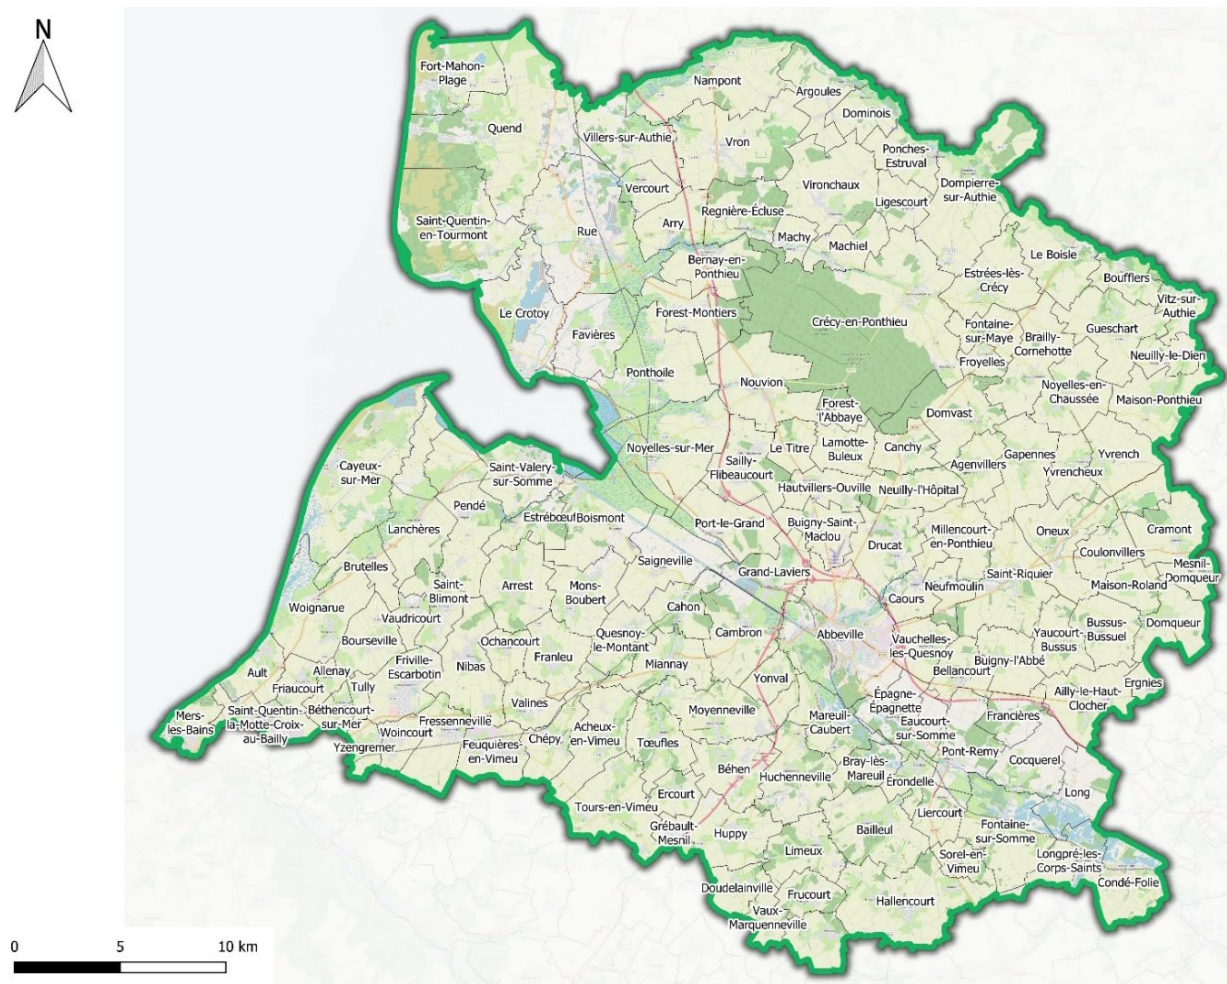 N
Fort-Mahon-
Plage
Nampont
Argoules
Dominois
Quend
Villers-sur-Authie
Vron
Ponches-
Estruval
Vercourt
Vironchaux
Dompierre-
sur-Authie
Ligescourt
Saint-Quentin-
en-Tourmont
Rue
Arry
Regnière-Écluse
Machy
Machiel
Bernay-en-
Ponthieu
Le Boisle
Estrées-lès-
Crécy
Boufflers
Vitz-sur-
Authie
Le Crotoy
Favières
Forest-Montiers
Crécy-en-Ponthieu
Fontaine-
sur-Maye
Brailly-
Cornehotte
Gueschart
Froyelles
Neuilly-le-Dien
Ponthoile
Nouvion
Noyelles-en-
Chaussée
Maison-Ponthieu
Forest-
l'Abbaye
Domvast
Noyelles-sur-Mer
Le Titre
Lamotte-
Buleux
Canchy
Gapennes
Yvrench
Agenvillers
Yvrencheux
Cayeux-
sur-Mer
Saint-Valery-
sur-Somme
Sailly-
Flibeaucourt
Hautvillers-Ouville
Neuilly-l'Hôpital
Pendé
Lanchères
Estrébœuf
Boismont
Port-le-Grand
Buigny-Saint-
Maclou
Millencourt-
en-Ponthieu
Oneux
Cramont
Drucat
Coulonvillers
Brutelles
Saigneville
Grand-Laviers
Mesnil-
Domqueur
Saint-Riquier
Neufmoulin
Maison-Roland
Saint-
Blimont
Arrest
Mons-
Boubert
Woignarue
Caours
Vaudricourt
Cahon
Bussus-
Bussuel
Domqueur
Bourseville
Ochancourt
Quesnoy-
le-Montant
Cambron
Abbeville
Vauchelles-
les-Quesnoy
Yaucourt-
Bussus
Franleu
Miannay
Buigny-l'Abbé
Bellancourt
Ault
Allenay
Friville-
Escarbotin
Nibas
Yonval
Ergnies
Friaucourt
Tully
Épagne-
Épagnette
Ailly-le-Haut-
Clocher
Mers-
les-Bains
Saint-Quentin-
la-Motte-Croix-
au-Bailly
Béthencourt-
sur-Mer
Valines
Moyenneville
Mareuil-
Caubert
Francières
Eaucourt-
sur-Somme
Fressenneville
Woincourt
Acheux-
en-Vimeu
Chépy
Tœufles
Yzengremer
Feuquières-
en-Vimeu
Pont-Remy
Cocquerel
Béhen
Huchenneville
Bray-lès-
Mareuil
Érondelle
Long
Ercourt
Tours-en-Vimeu
Liercourt
Grébault-
Mesnil
Huppy
Bailleul
Fontaine-
sur-Somme
Limeux
Sorel-en-
Vimeu
Longpré-les-
Corps-Saints
Condé-Folie
Doudelainville
Frucourt
Hallencourt
Vaux-
Marquenneville
0 5 10 km